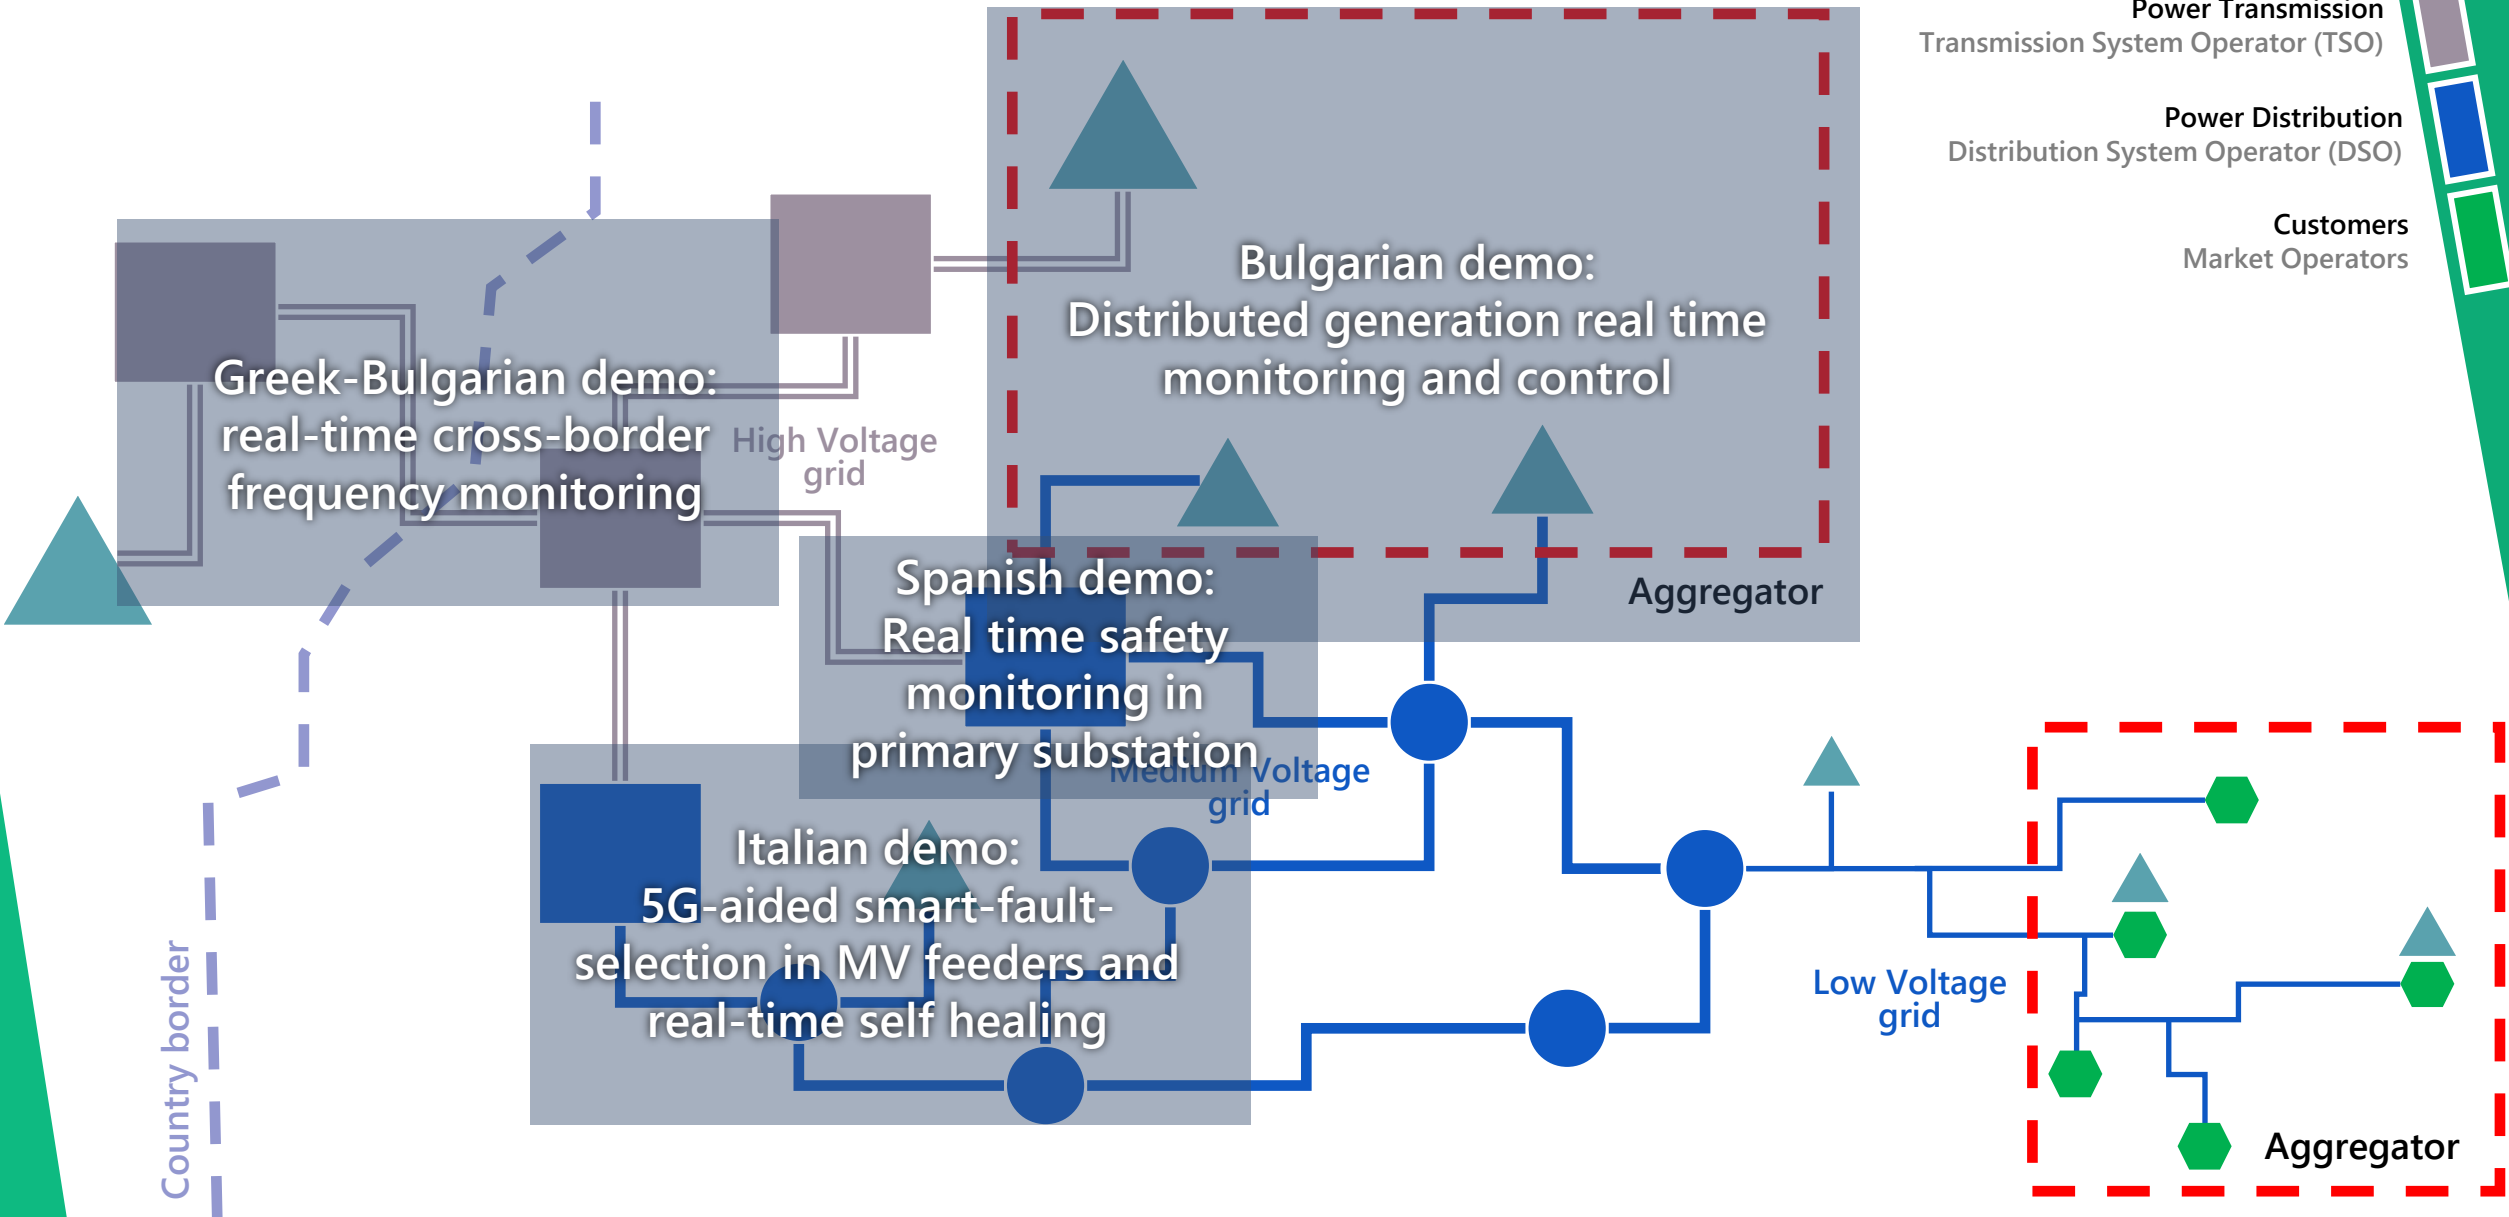 Power Transmission
Transmission System Operator (TSO)
Power Distribution
Distribution System Operator (DSO)
Customers
Market Operators
Bulgarian demo:
Distributed generation real time
monitoring and control
Greek-Bulgarian demo:
real-time cross-border
frequency monitoring
High Voltage
grid
Aggregator
Spanish demo:
Real time safety
monitoring in
primary substation
Medium Voltage
grid
Italian demo:
5G-aided smart-fault-
selection in MV feeders and
real-time self healing
Low Voltage
grid
Country border
Aggregator